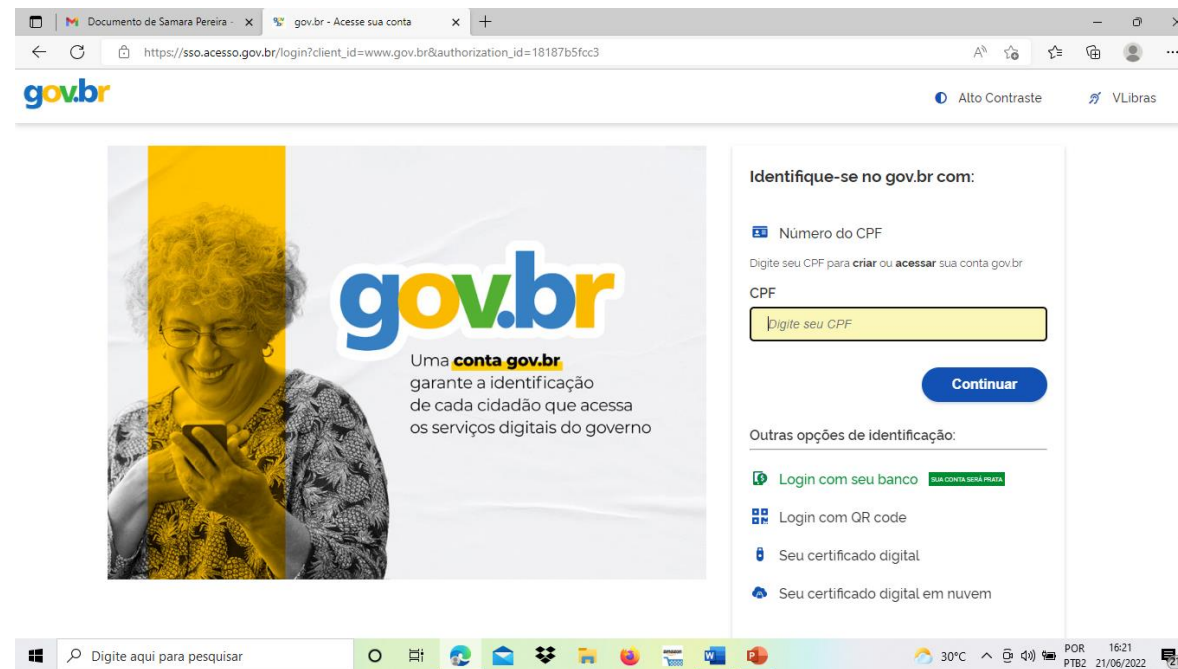 Documento de Samara Pereira -
gov.br - Acesse sua conta
https://sso.acesso.gov.br/login?client_id=www.gov.br&authorization_id=18187b5fcc3
gov.br
Alto Contraste
VLibras
gov.br
Uma conta gov.br
garante a identificação
de cada cidadão que acessa
os serviços digitais do governo
Identifique-se no gov.br com:
Número do CPF
Digite seu CPF para criar ou acessar sua conta gov.br
CPF
Digite seu CPF
Continuar
Outras opções de identificação:
Login com seu banco SUA CONTA SERÁ PRATA
Login com QR code
Seu certificado digital
Seu certificado digital em nuvem
Digite aqui para pesquisar
30°C
POR
PTB2
16:21
21/06/2022
2